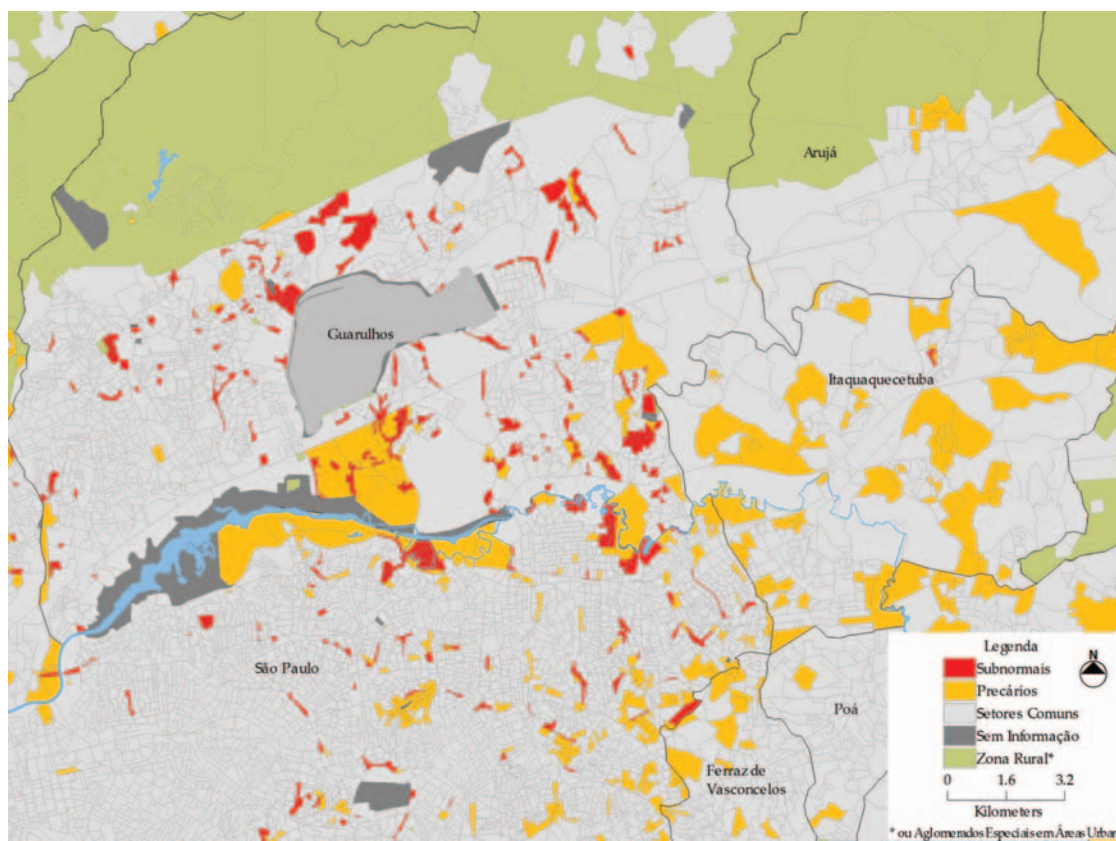 Arujá
Guarulhos
Itaquaquecetuba
São Paulo
Poá
Ferraz de
Vasconcelos
Legenda
Subnormais
Precários
Setores Comuns
Sem Informação
Zona Rural*
N
0 1.6 3.2
Kilometers
* ou Aglomerados Especiais em Áreas Urban